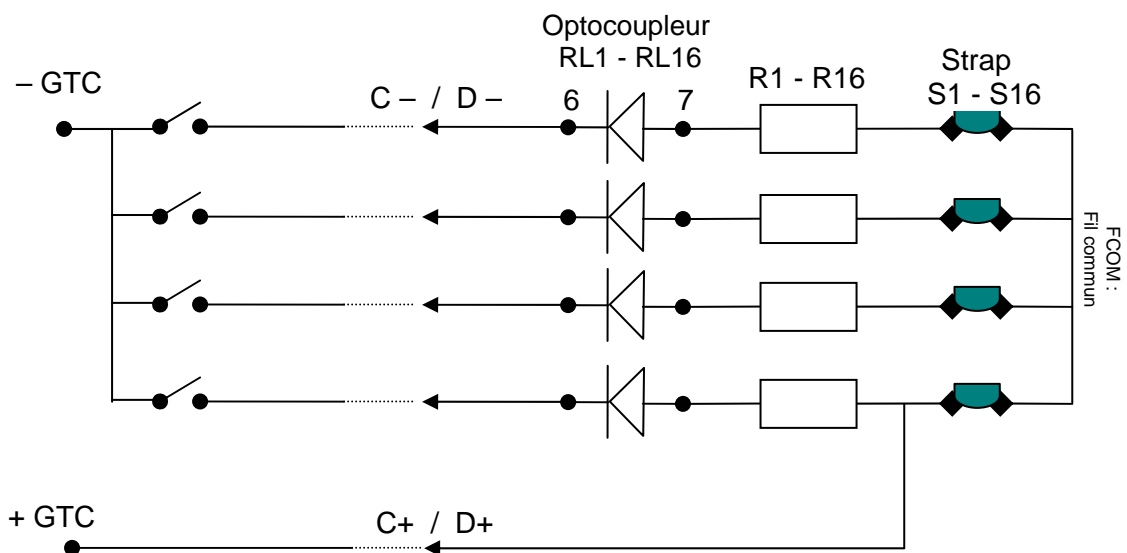 Optocoupleur
RL1 - RL16
– GTC
C – / D –
6
7
R1 - R16
Strap
S1 - S16
FCOM :
Fil commun
+ GTC
C+ / D+